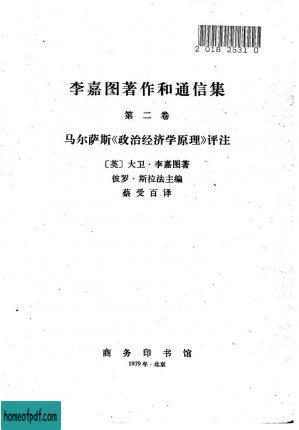 2018 2531 0
李嘉图著作和通信集
第二卷
马尔萨斯《政治经济学原理》评注
〔英〕大卫·李嘉图著
彼罗·斯拉法主编
蔡受百译
商务印书馆
1979年·北京
homeofpdf.com
homeofpdf.com